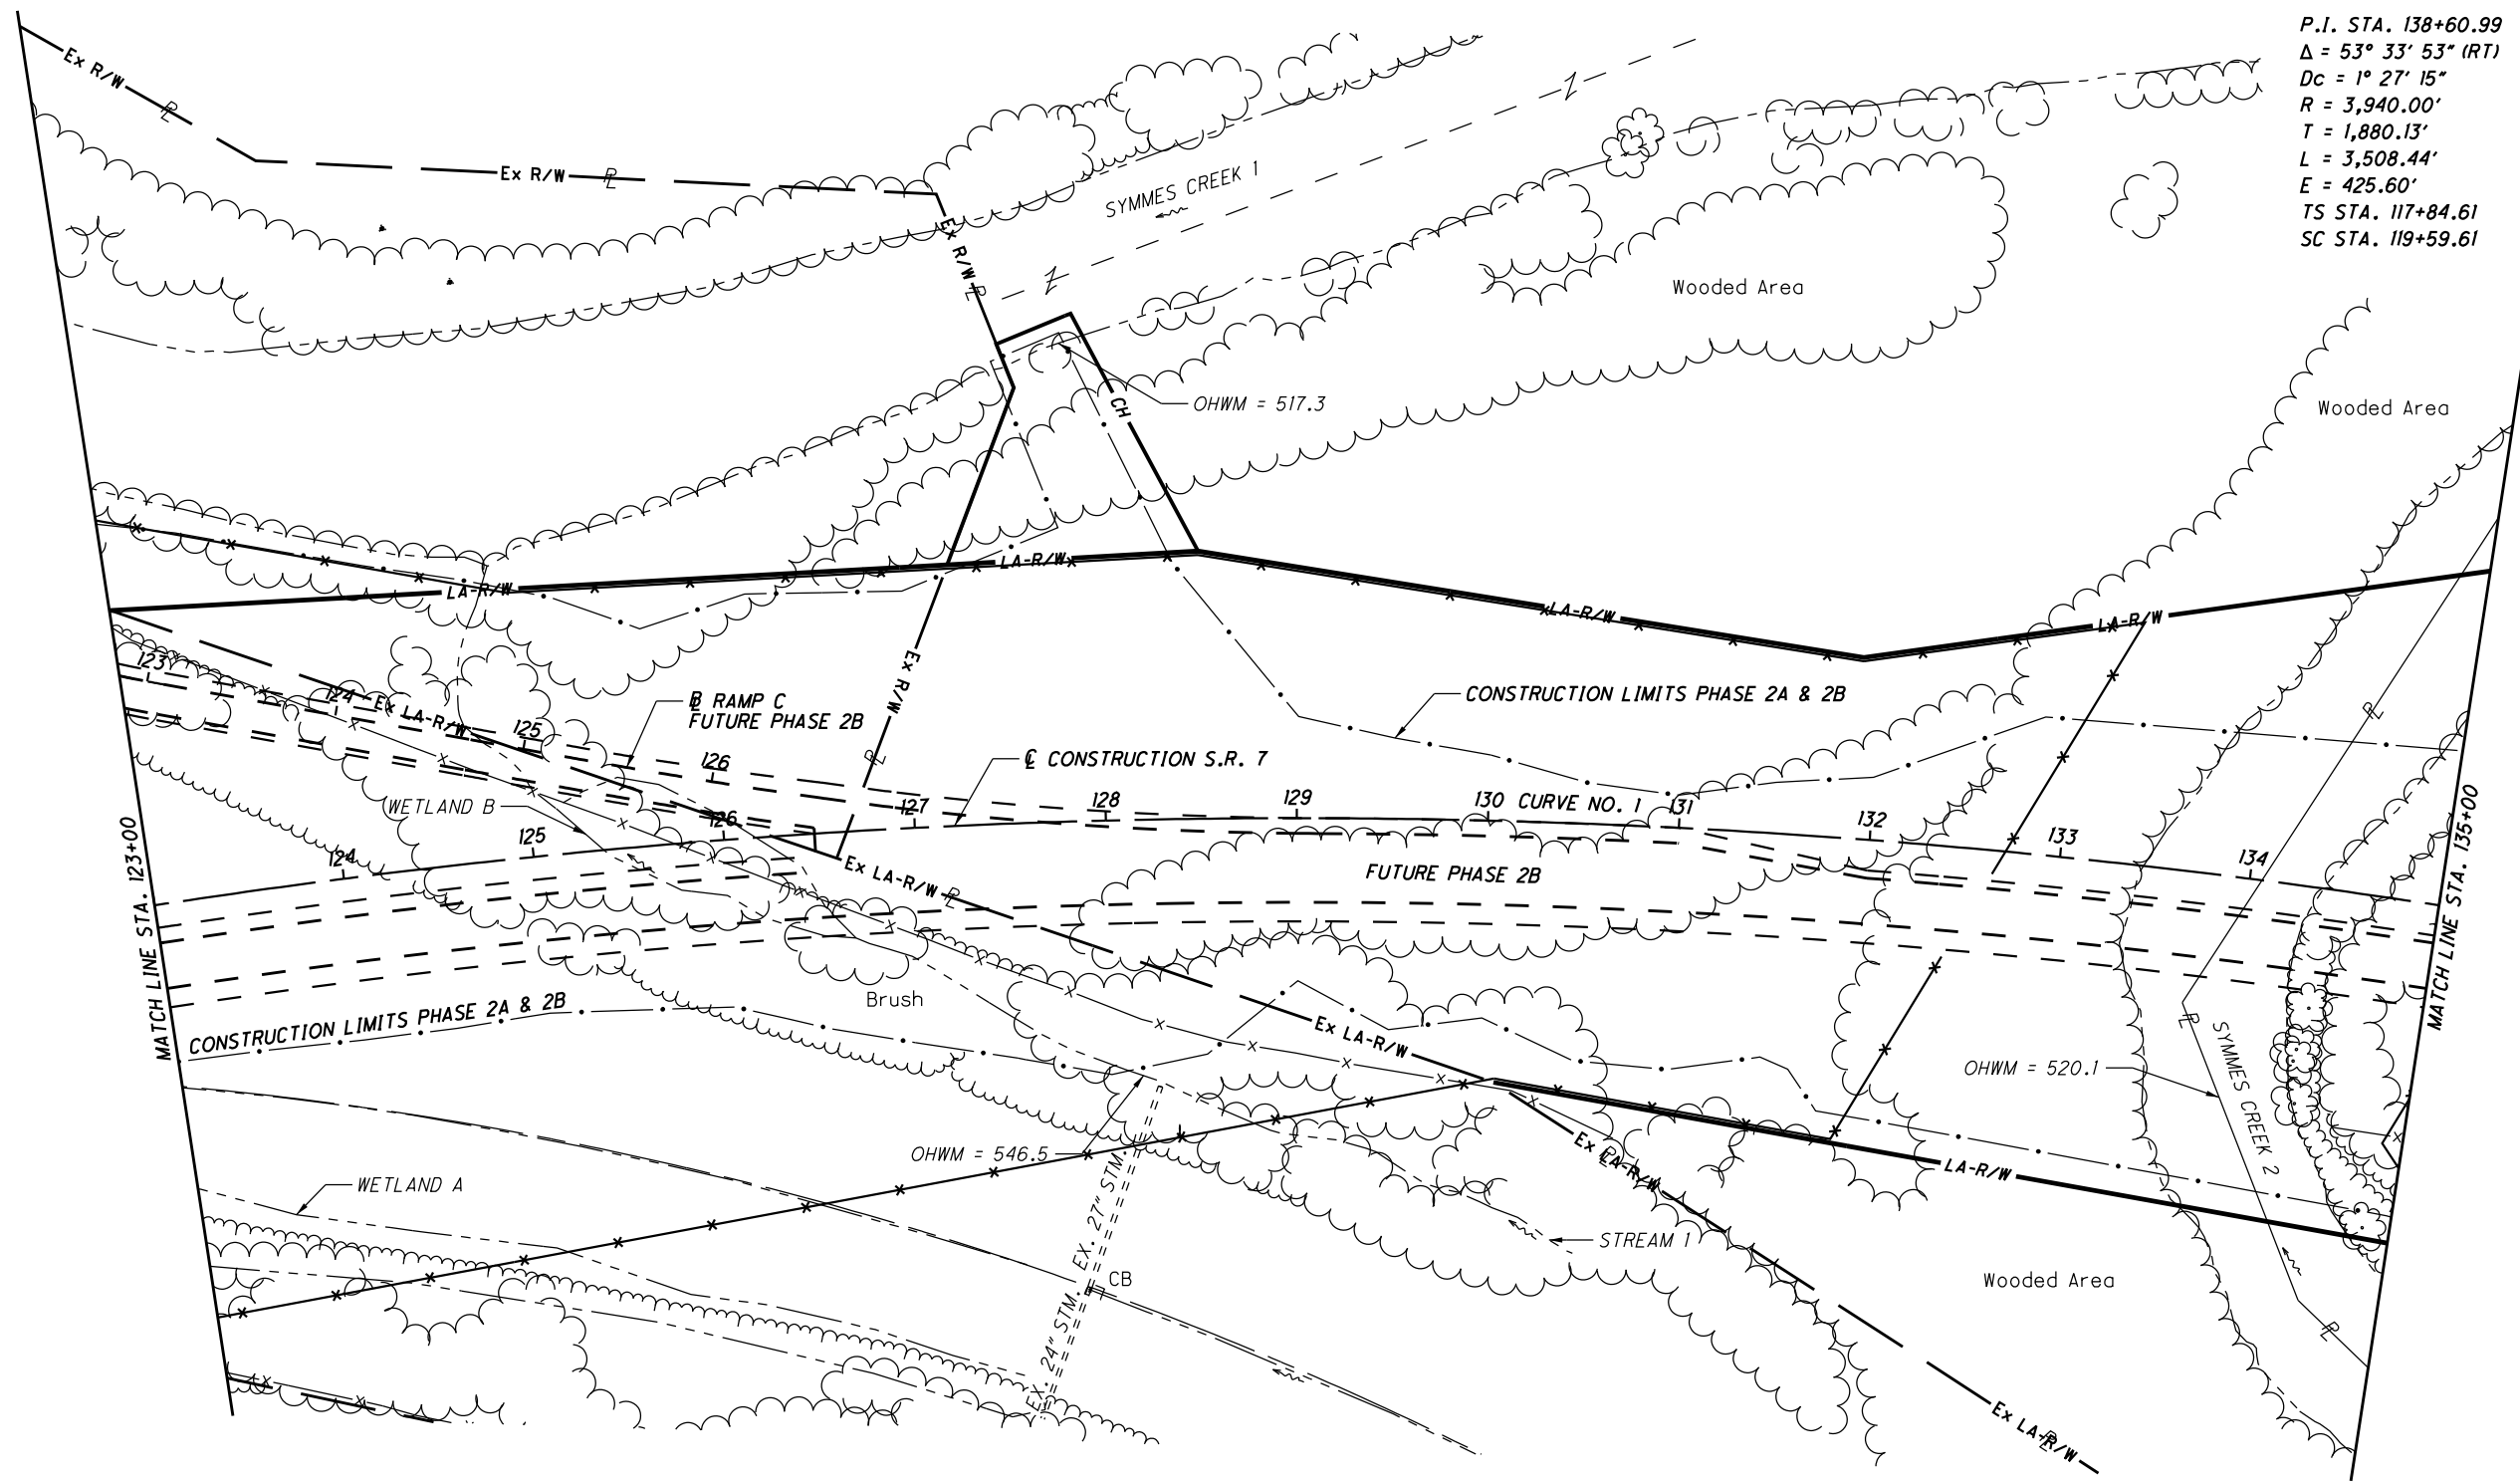 P.I. STA. 138+60.99
Δ = 53° 33' 53" (RT)
Dc = 1° 27' 15"
R = 3,940.00'
T = 1,880.13'
L = 3,508.44'
E = 425.60'
TS STA. 117+84.61
SC STA. 119+59.61
Ex R/W
Ex R/W
SYMMES CREEK 1
Ex R/W
Wooded Area
Wooded Area
CH
OHWM = 517.3
LA-R/W
LA-R/W
LA-R/W
LA-R/W
123
124
Ex LA-R/W
125
126
℄ RAMP C
FUTURE PHASE 2B
Ex R/W
CONSTRUCTION LIMITS PHASE 2A & 2B
℄ CONSTRUCTION S.R. 7
WETLAND B
124
125
126
127
128
129
130
CURVE NO. 1
131
132
133
134
MATCH LINE STA. 123+00
MATCH LINE STA. 135+00
Ex LA-R/W
FUTURE PHASE 2B
Brush
CONSTRUCTION LIMITS PHASE 2A & 2B
Ex LA-R/W
OHWM = 520.1
SYMMES CREEK 2
OHWM = 546.5
EX. 27" STM.
Ex LA-R/W
LA-R/W
WETLAND A
STREAM 1
CB
Wooded Area
EX. 24" STM.
Ex LA-R/W